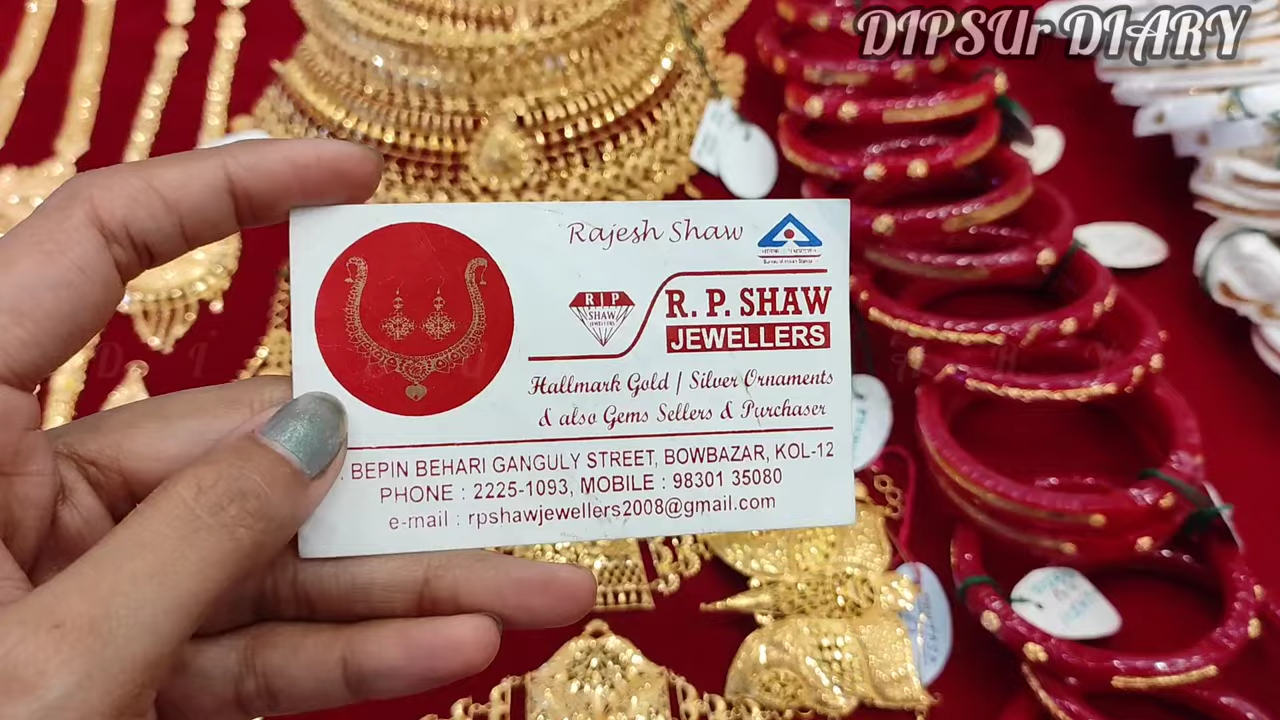 DIPSUr DIARY
Rajesh Shaw
R P
SHAW
JEWELLERS
R. P. SHAW
JEWELLERS
Hallmark Gold / Silver Ornaments
& also Gems Sellers & Purchaser
BEPIN BEHARI GANGULY STREET, BOWBAZAR, KOL-12
PHONE : 2225-1093, MOBILE : 98301 35080
e-mail : rpshawjewellers2008@gmail.com